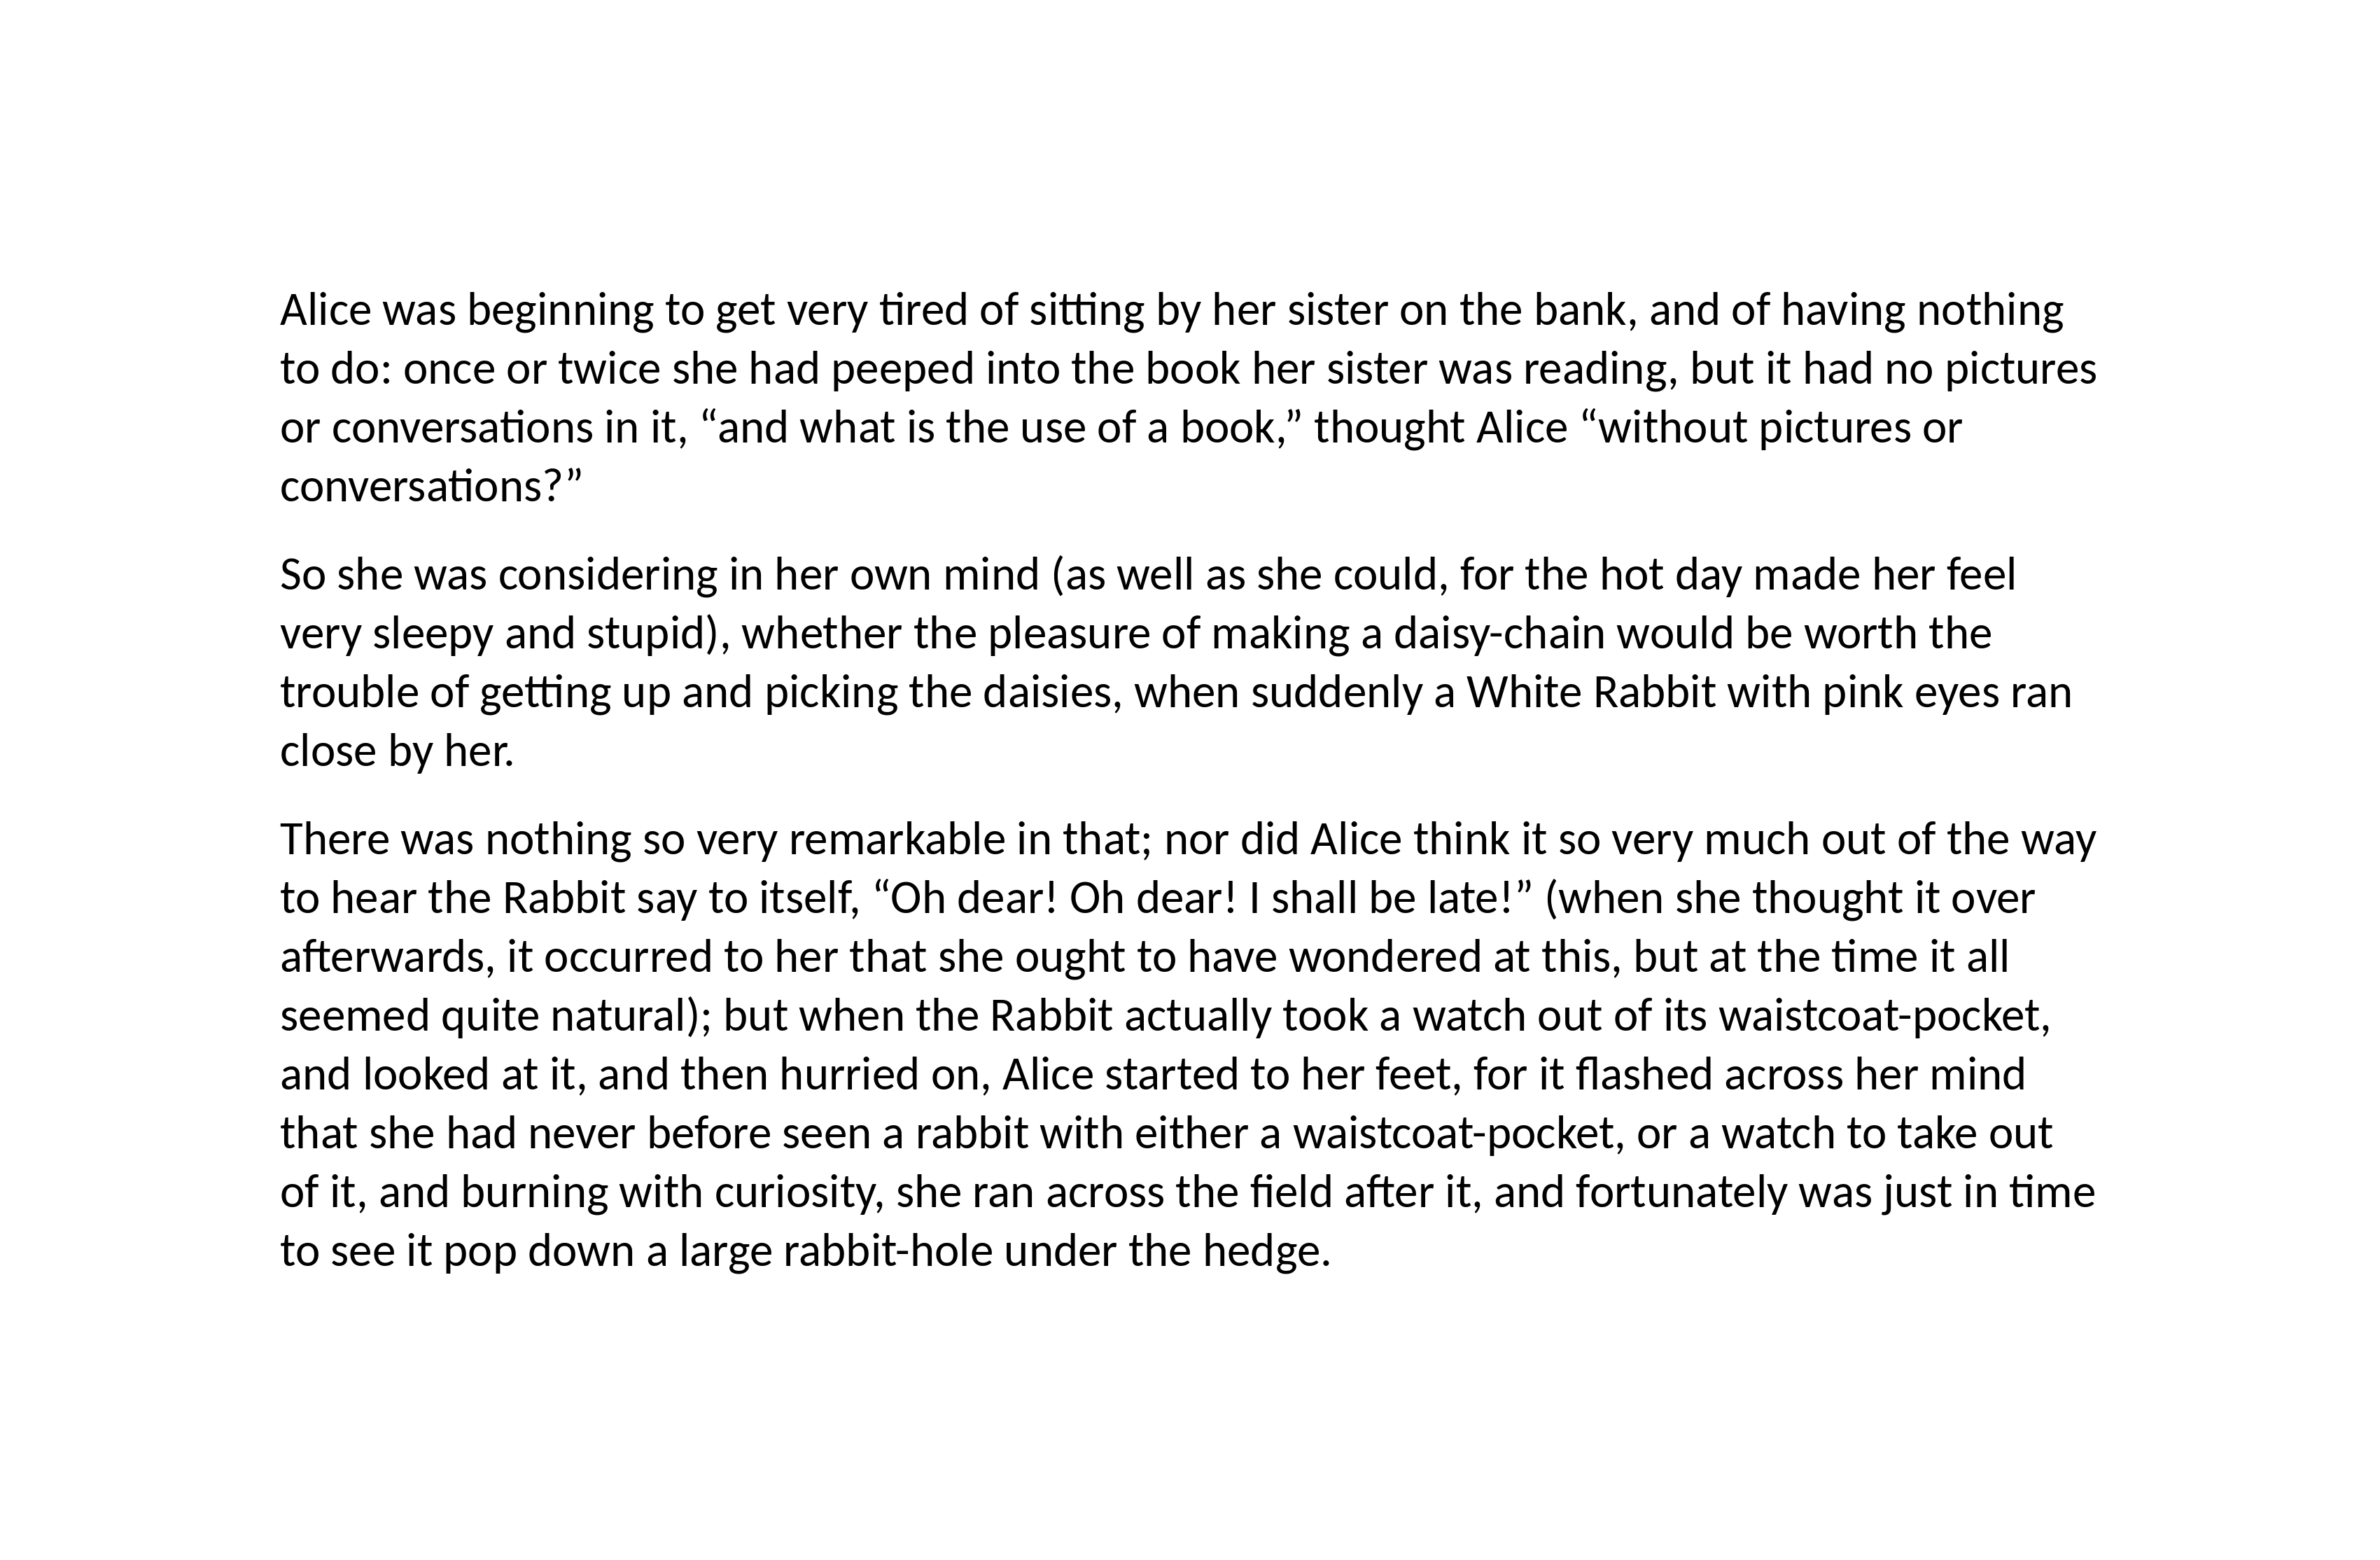 Alice was beginning to get very tired of sitting by her sister on the bank, and of having nothing
to do: once or twice she had peeped into the book her sister was reading, but it had no pictures
or conversations in it, “and what is the use of a book,” thought Alice “without pictures or
conversations?”
So she was considering in her own mind (as well as she could, for the hot day made her feel
very sleepy and stupid), whether the pleasure of making a daisy-chain would be worth the
trouble of getting up and picking the daisies, when suddenly a White Rabbit with pink eyes ran
close by her.
There was nothing so very remarkable in that; nor did Alice think it so very much out of the way
to hear the Rabbit say to itself, “Oh dear! Oh dear! I shall be late!” (when she thought it over
afterwards, it occurred to her that she ought to have wondered at this, but at the time it all
seemed quite natural); but when the Rabbit actually took a watch out of its waistcoat-pocket,
and looked at it, and then hurried on, Alice started to her feet, for it flashed across her mind
that she had never before seen a rabbit with either a waistcoat-pocket, or a watch to take out
of it, and burning with curiosity, she ran across the field after it, and fortunately was just in time
to see it pop down a large rabbit-hole under the hedge.